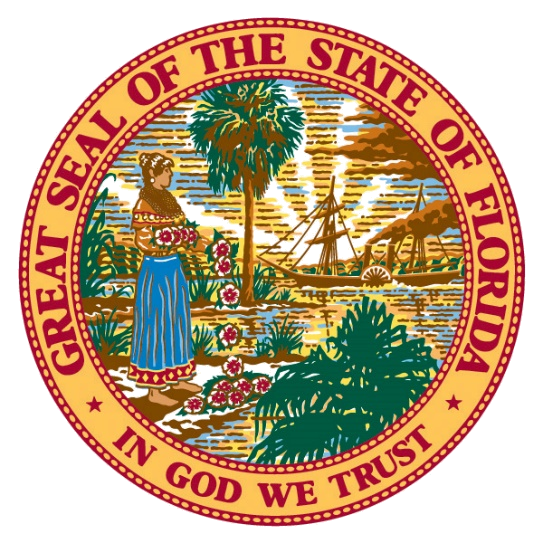 GREAT SEAL OF THE STATE OF FLORIDA
IN GOD WE TRUST